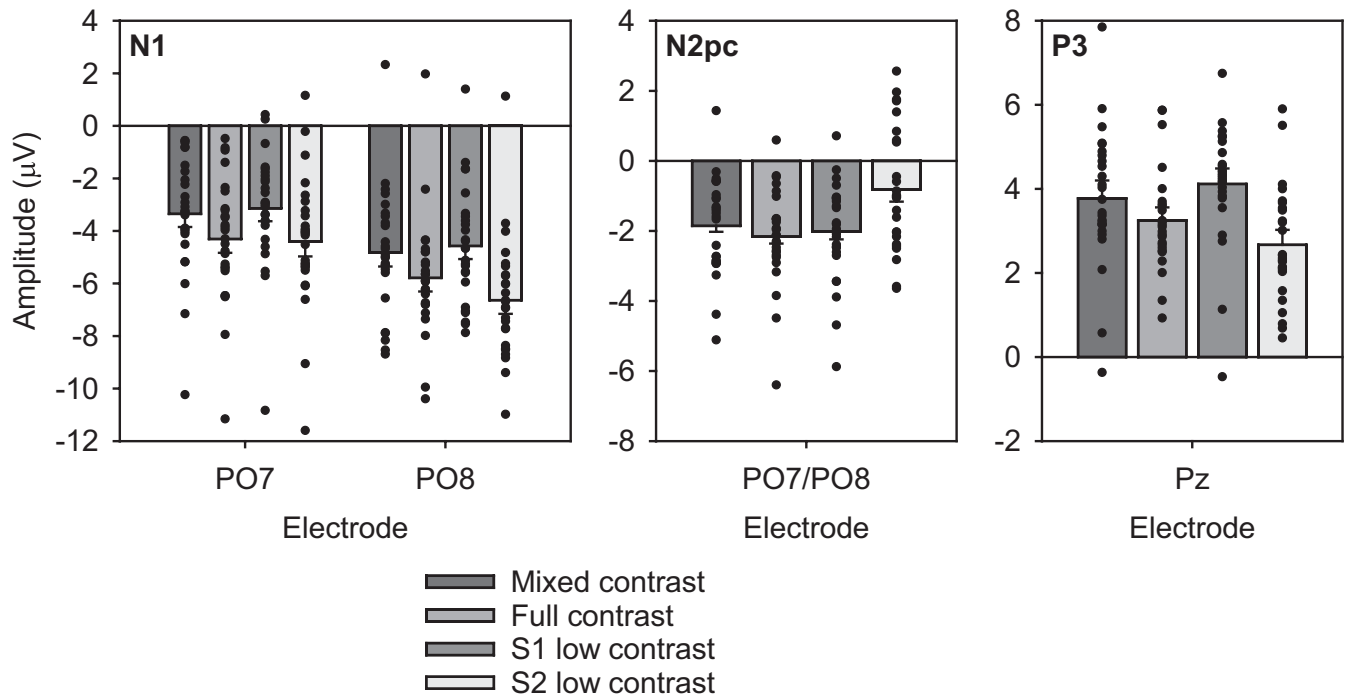 N1
4
2
0
-2
-4
-6
-8
-10
-12
Amplitude (μV)
PO7 PO8
Electrode
N2pc
4
2
0
-2
-4
-6
-8
PO7/PO8
Electrode
P3
8
6
4
2
0
-2
Pz
Electrode
Mixed contrast
Full contrast
S1 low contrast
S2 low contrast